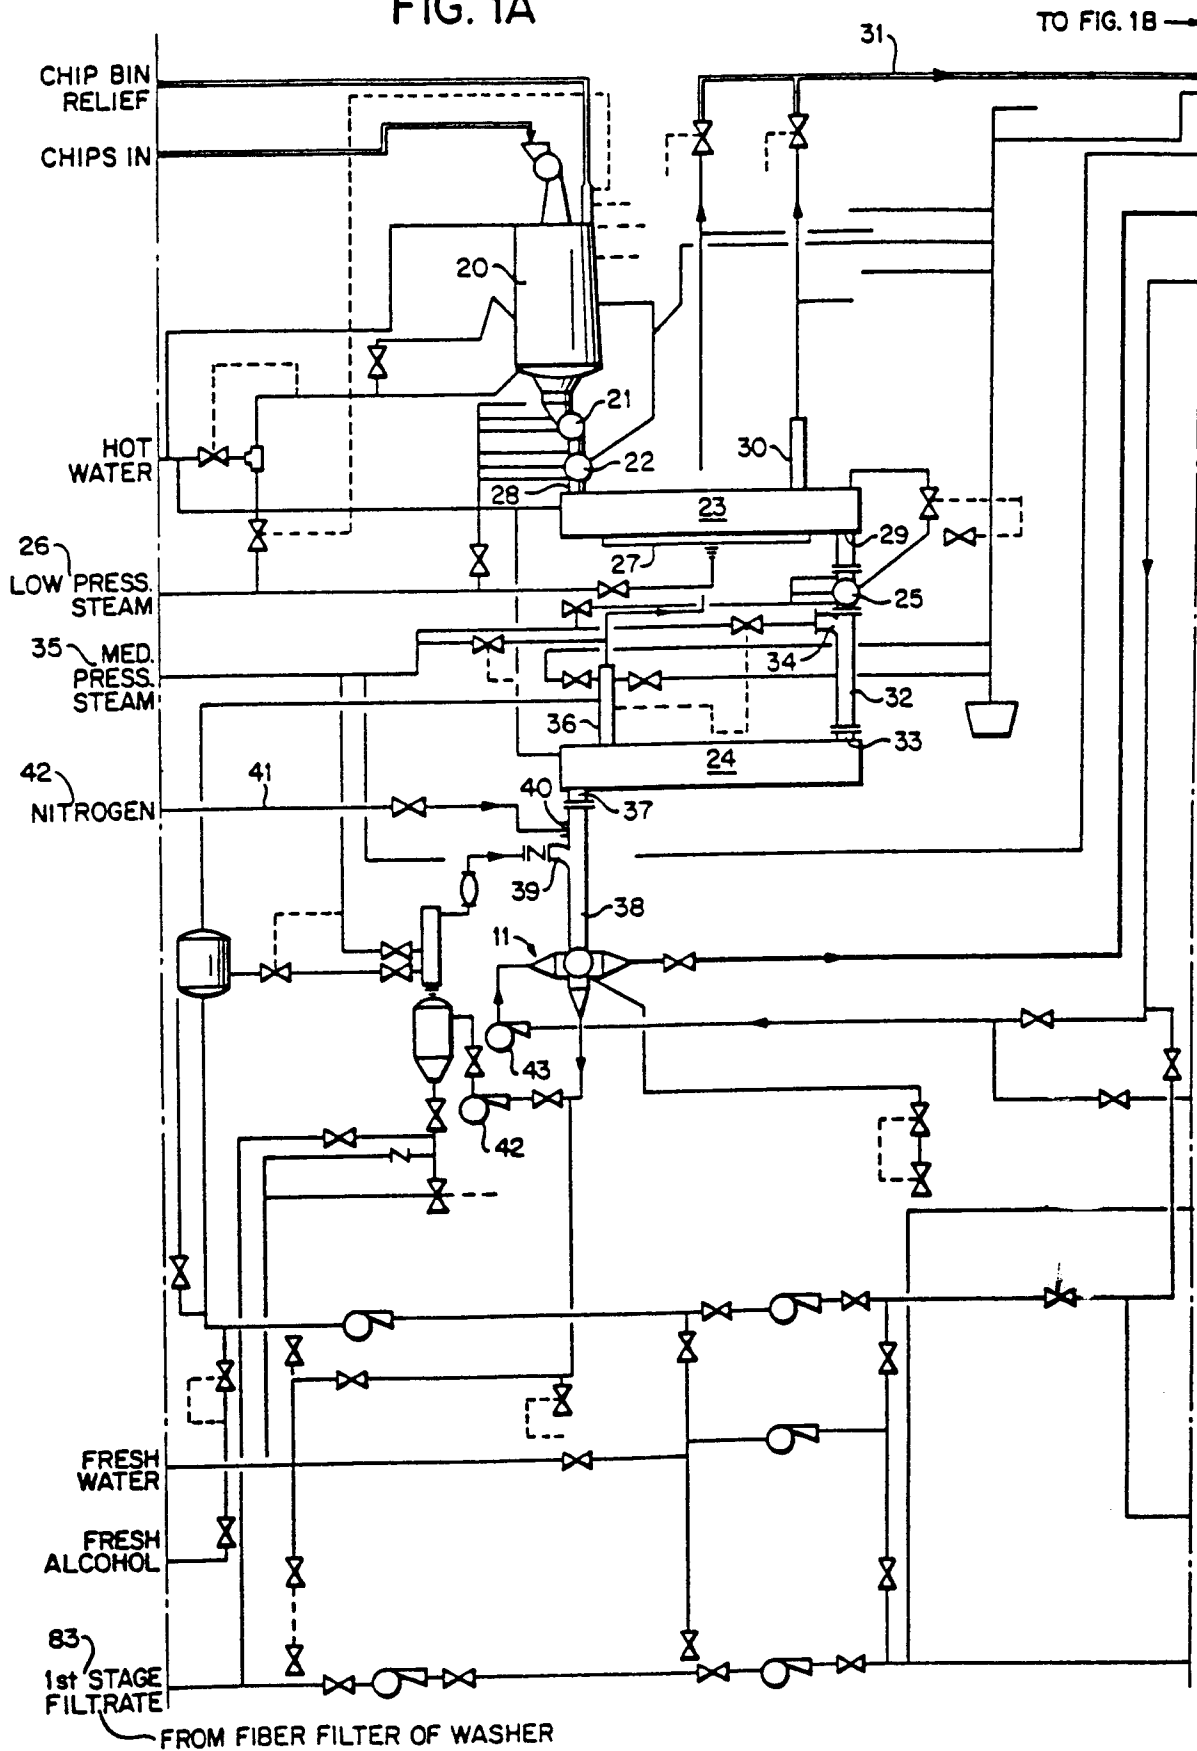 FIG. 1A
TO FIG. 1B
31
CHIP BIN
RELIEF
CHIPS IN
20
21
HOT
WATER
22
30
28
23
29
26
27
LOW PRESS.
STEAM
25
35
MED.
PRESS.
STEAM
34
32
36
33
24
42
41
NITROGEN
40
37
39
38
11
43
42
FRESH
WATER
FRESH
ALCOHOL
83
1st STAGE
FILTRATE
FROM FIBER FILTER OF WASHER